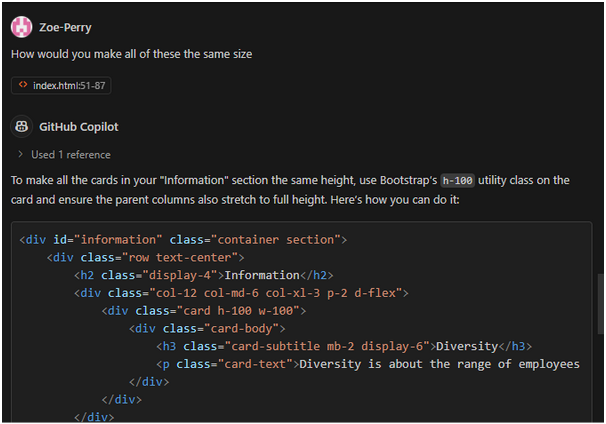 Zoe-Perry
How would you make all of these the same size
<> index.html:51-87
GitHub Copilot
> Used 1 reference
To make all the cards in your "Information" section the same height, use Bootstrap's h-100 utility class on the
card and ensure the parent columns also stretch to full height. Here's how you can do it:
<div id="information" class="container section">
    <div class="row text-center">
        <h2 class="display-4">Information</h2>
        <div class="col-12 col-md-6 col-xl-3 p-2 d-flex">
            <div class="card h-100 w-100">
                <div class="card-body">
                    <h3 class="card-subtitle mb-2 display-6">Diversity</h3>
                    <p class="card-text">Diversity is about the range of employees
                </div>
            </div>
        </div>